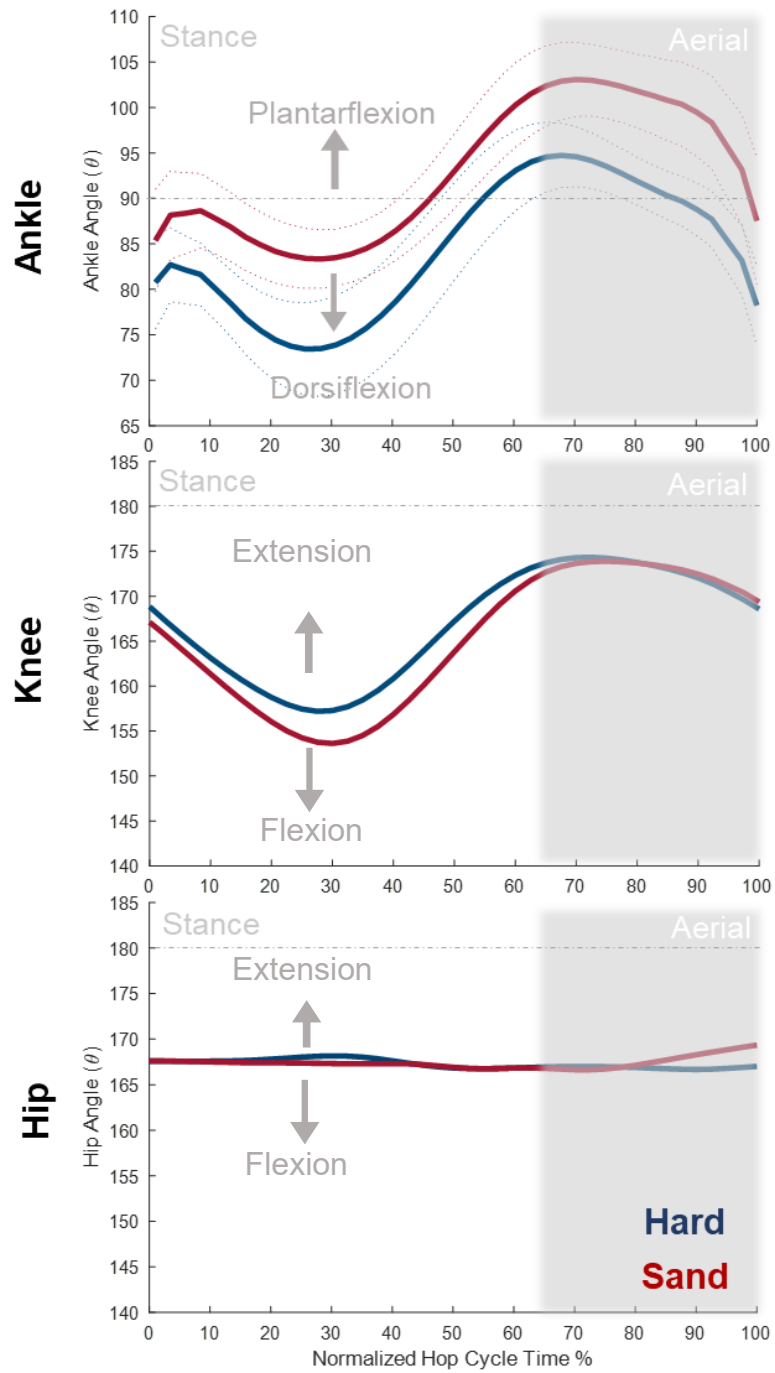 Ankle
Ankle Angle (θ)
110
105
100
95
90
85
80
75
70
65
Stance
Aerial
Plantarflexion
Dorsiflexion
0 10 20 30 40 50 60 70 80 90 100
Knee
Knee Angle (θ)
185
180
175
170
165
160
155
150
145
140
Stance
Aerial
Extension
Flexion
0 10 20 30 40 50 60 70 80 90 100
Hip
Hip Angle (θ)
185
180
175
170
165
160
155
150
145
140
Stance
Aerial
Extension
Flexion
Hard
Sand
0 10 20 30 40 50 60 70 80 90 100
Normalized Hop Cycle Time %